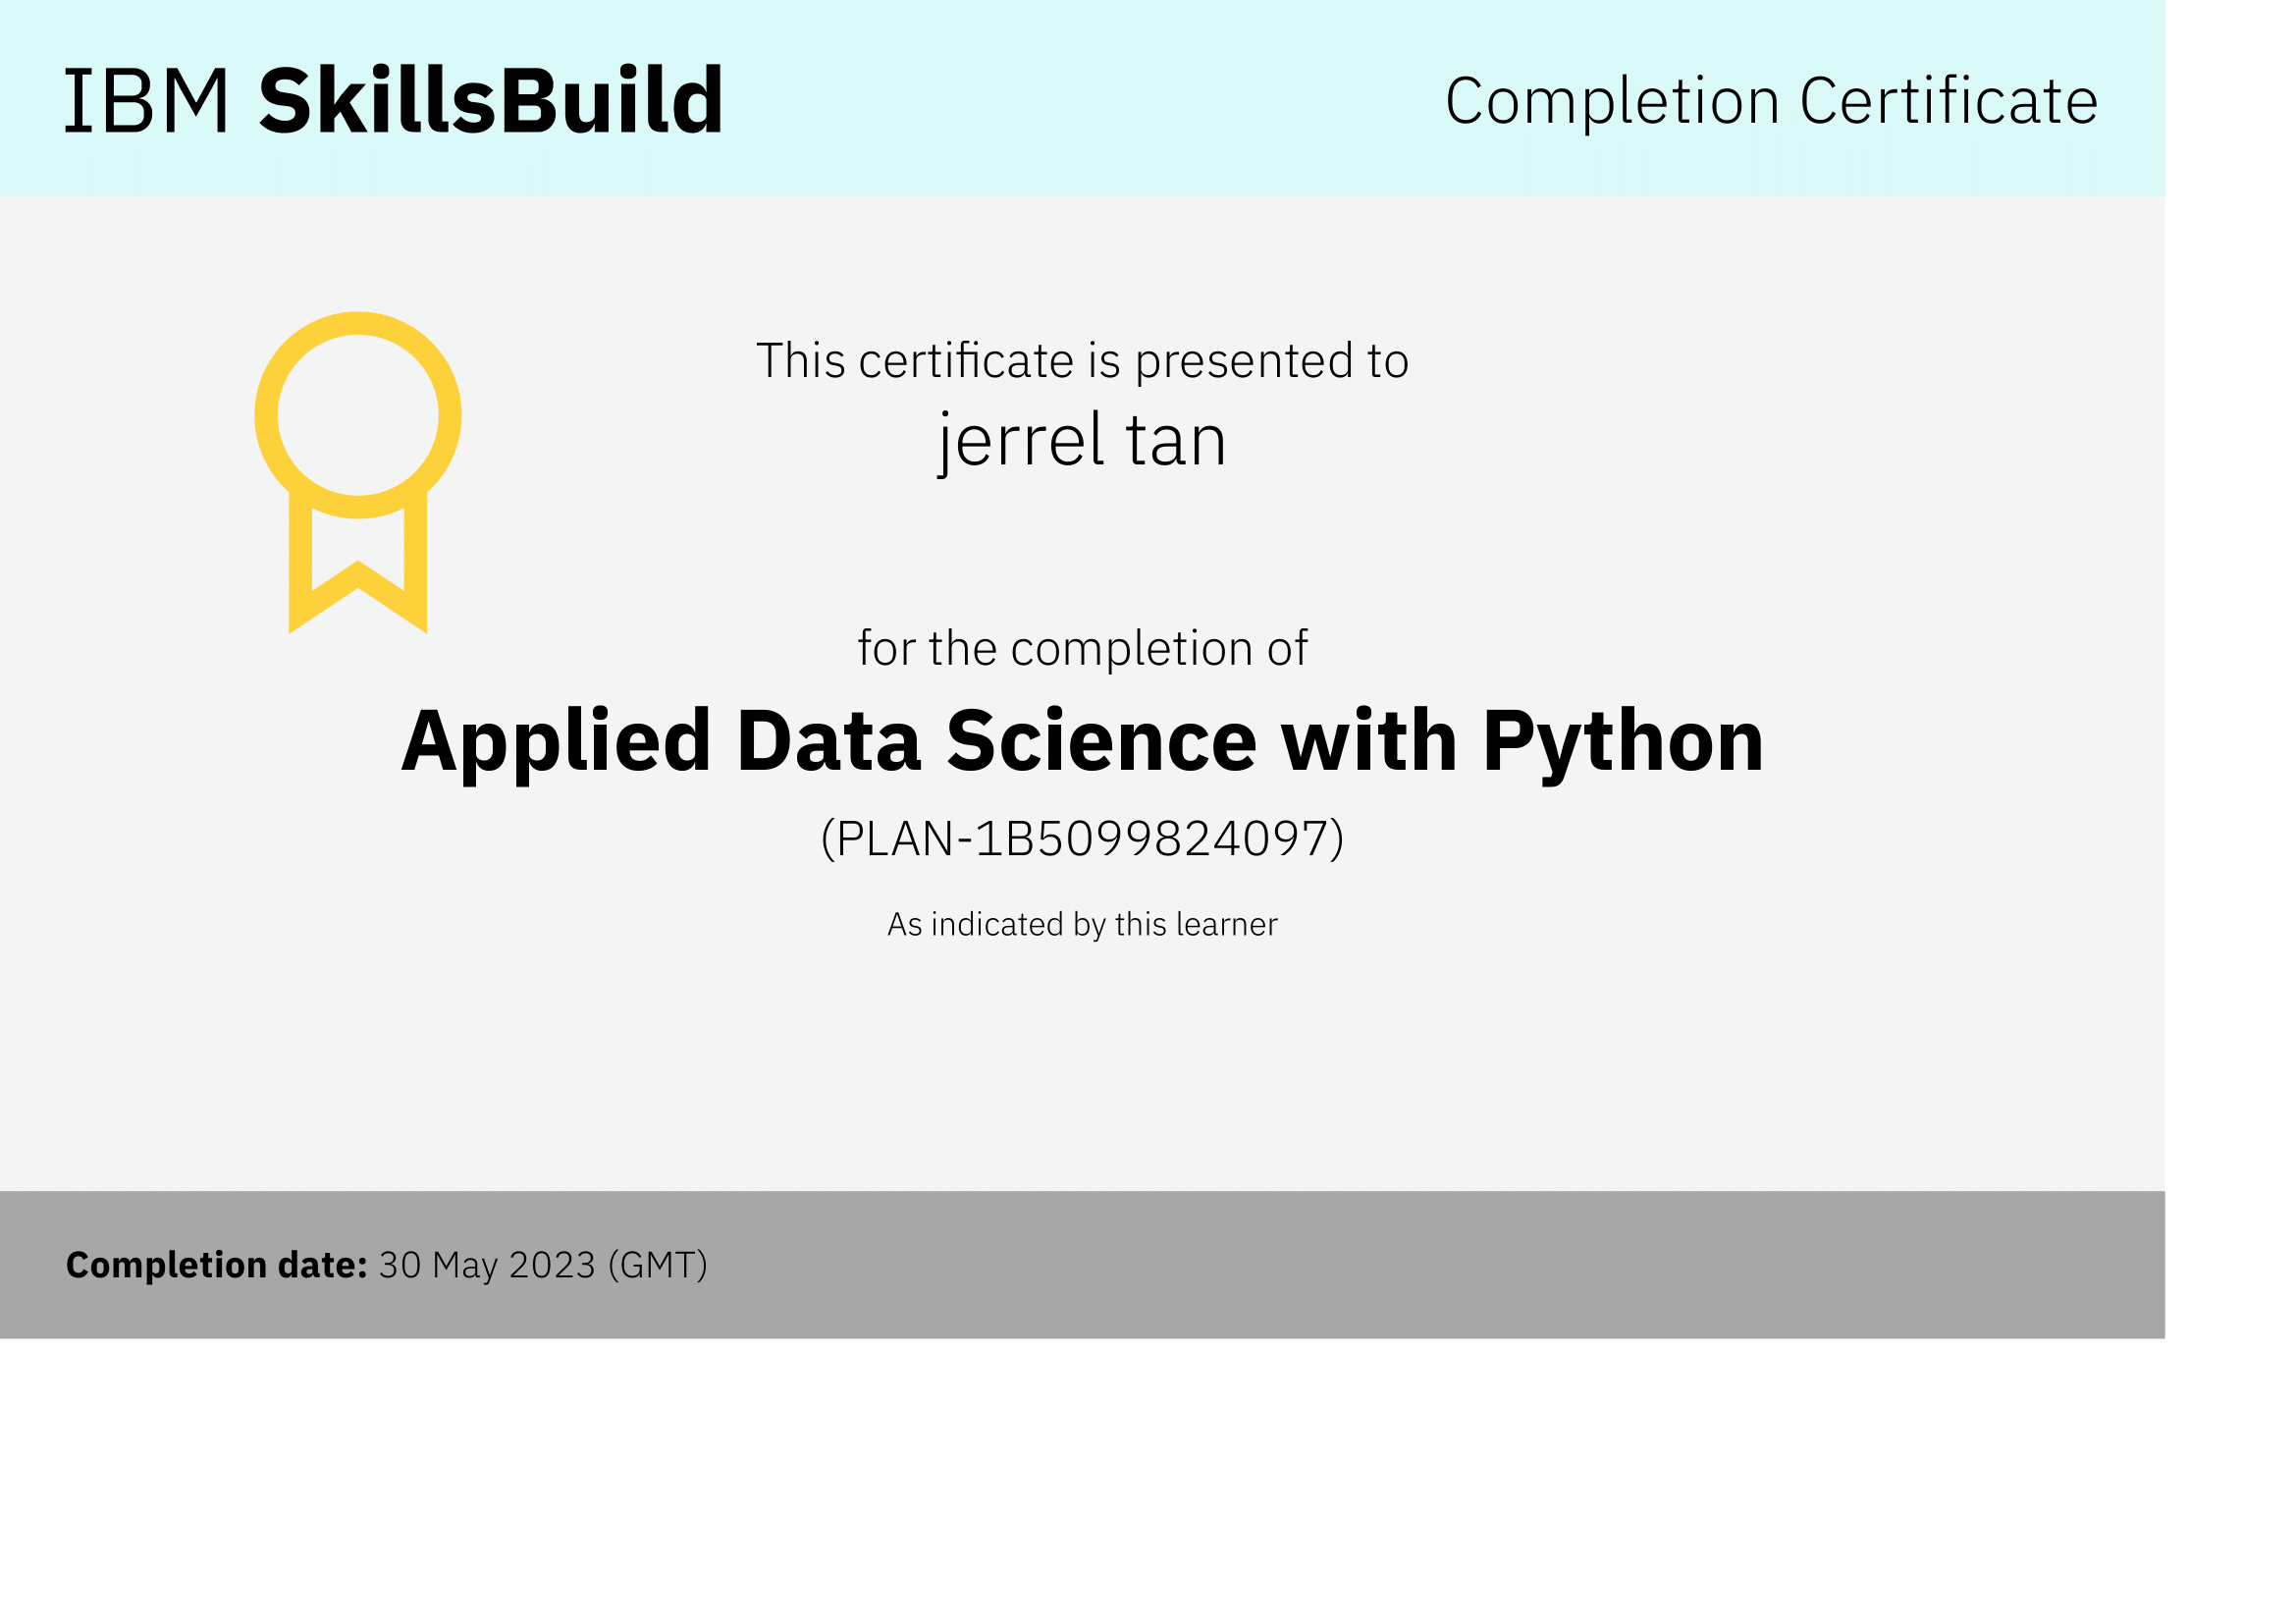 IBM SkillsBuild
Completion Certificate
This certificate is presented to
jerrel tan
for the completion of
Applied Data Science with Python
(PLAN-1B5099824097)
As indicated by this learner
Completion date: 30 May 2023 (GMT)